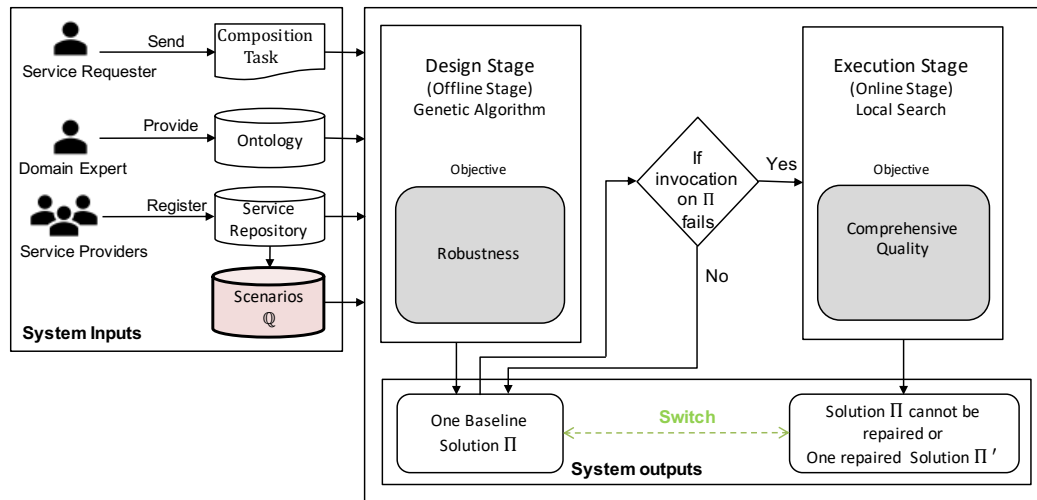 Service Requester
Send
Composition
Task
Domain Expert
Provide
Ontology
Service Providers
Register
Service
Repository
Scenarios
ℚ
System Inputs
Design Stage
(Offline Stage)
Genetic Algorithm
Objective
Robustness
If
invocation
on Π
fails
Yes
No
Execution Stage
(Online Stage)
Local Search
Objective
Comprehensive
Quality
One Baseline
Solution Π
Switch
Solution Π cannot be
repaired or
One repaired Solution Π ′
System outputs